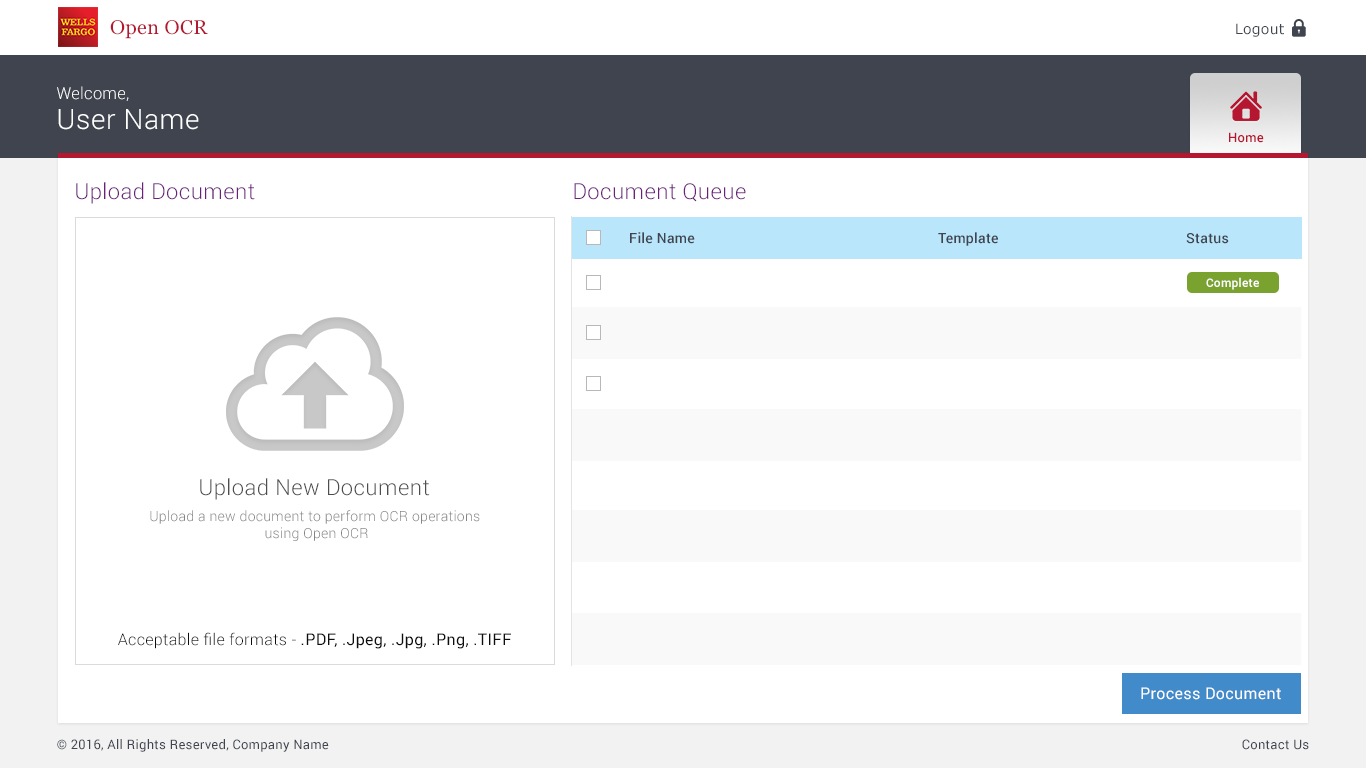 WELLS
FARGO
Open OCR
Logout
Welcome,
User Name
Home
Upload Document
Upload New Document
Upload a new document to perform OCR operations
using Open OCR
Acceptable file formats - .PDF, .Jpeg, .Jpg, .Png, .TIFF
Document Queue
File Name Template Status
Complete
Process Document
© 2016, All Rights Reserved, Company Name
Contact Us